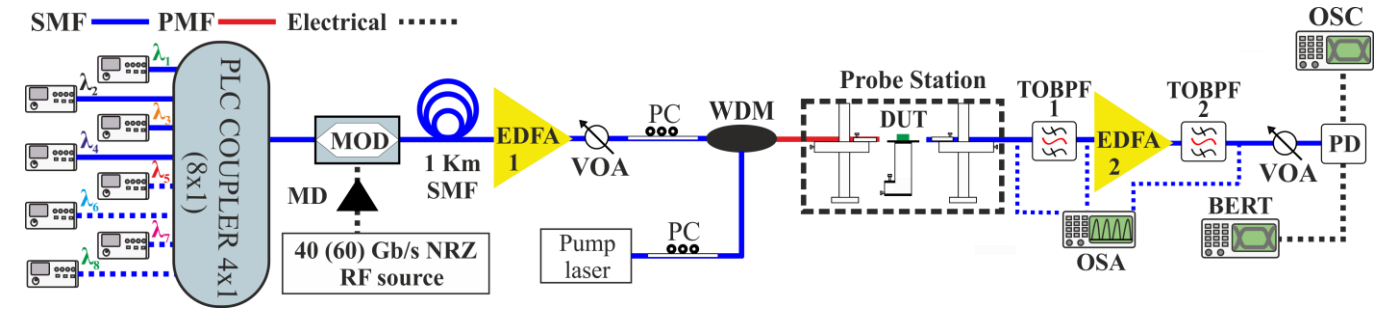 SMF PMF Electrical
λ1
λ2
λ3
λ4
λ5
λ6
λ7
λ8
PLC COUPLER 4x1
(8x1)
MOD
MD
40 (60) Gb/s NRZ
RF source
1 Km
SMF
EDFA
1
VOA
PC
WDM
PC
Pump
laser
Probe Station
DUT
TOBPF
1
EDFA
2
TOBPF
2
OSA
VOA
PD
OSC
BERT